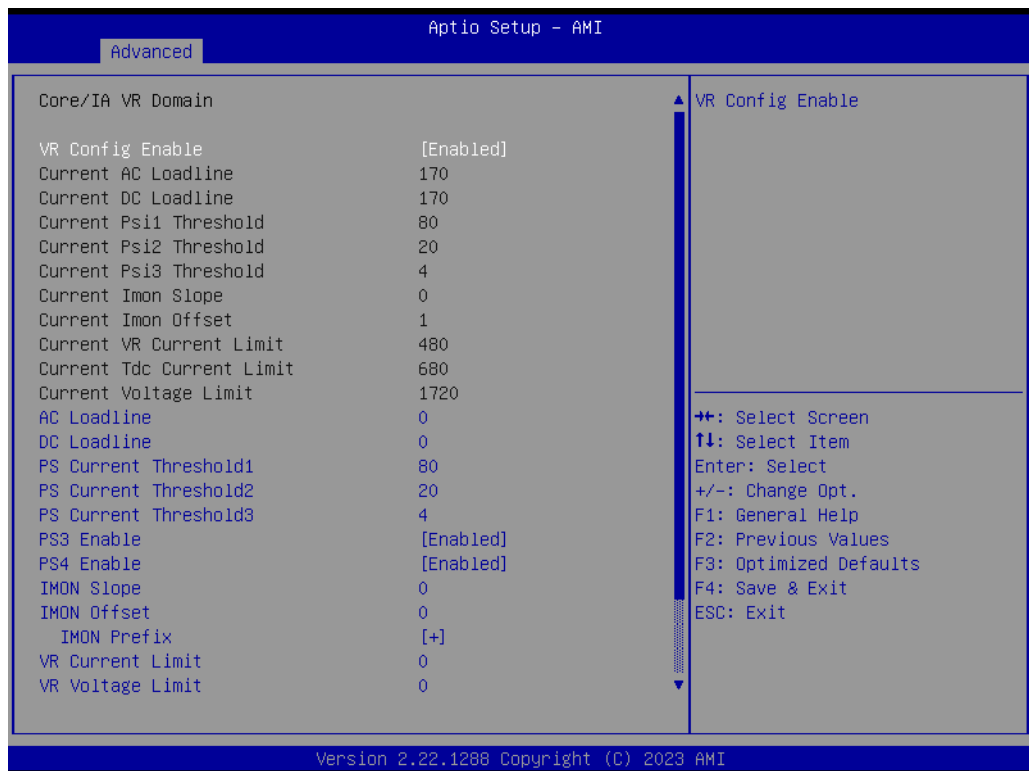 Aptio Setup – AMI
Advanced
Core/IA VR Domain
VR Config Enable [Enabled]
Current AC Loadline 170
Current DC Loadline 170
Current Psi1 Threshold 80
Current Psi2 Threshold 20
Current Psi3 Threshold 4
Current Imon Slope 0
Current Imon Offset 1
Current VR Current Limit 480
Current Tdc Current Limit 680
Current Voltage Limit 1720
AC Loadline 0
DC Loadline 0
PS Current Threshold1 80
PS Current Threshold2 20
PS Current Threshold3 4
PS3 Enable [Enabled]
PS4 Enable [Enabled]
IMON Slope 0
IMON Offset 0
IMON Prefix [+]
VR Current Limit 0
VR Voltage Limit 0
VR Config Enable
→←: Select Screen
↑↓: Select Item
Enter: Select
+/-: Change Opt.
F1: General Help
F2: Previous Values
F3: Optimized Defaults
F4: Save & Exit
ESC: Exit
Version 2.22.1288 Copyright (C) 2023 AMI